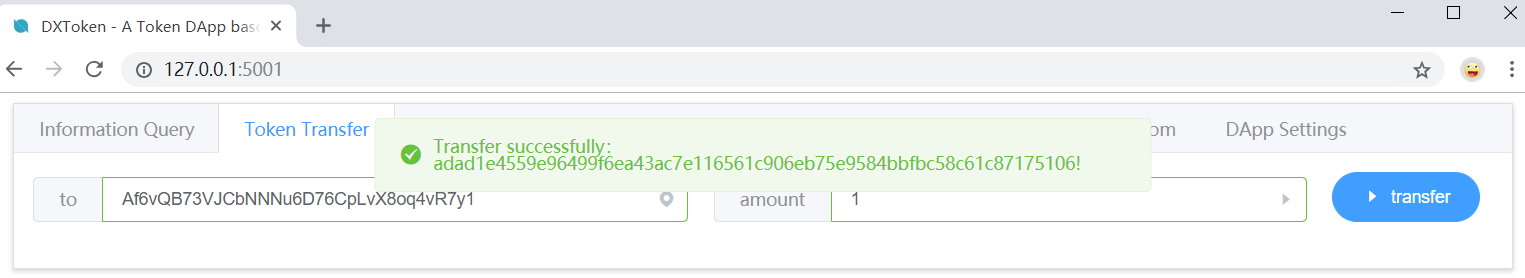 DXToken - A Token DApp base
127.0.0.1:5001
Information Query
Token Transfer
om
DApp Settings
Transfer successfully:
adad1e4559e96499f6ea43ac7e116561c906eb75e9584bbfbc58c61c87175106!
to
Af6vQB73VJCbNNNu6D76CpLvX8oq4vR7y1
amount
1
transfer